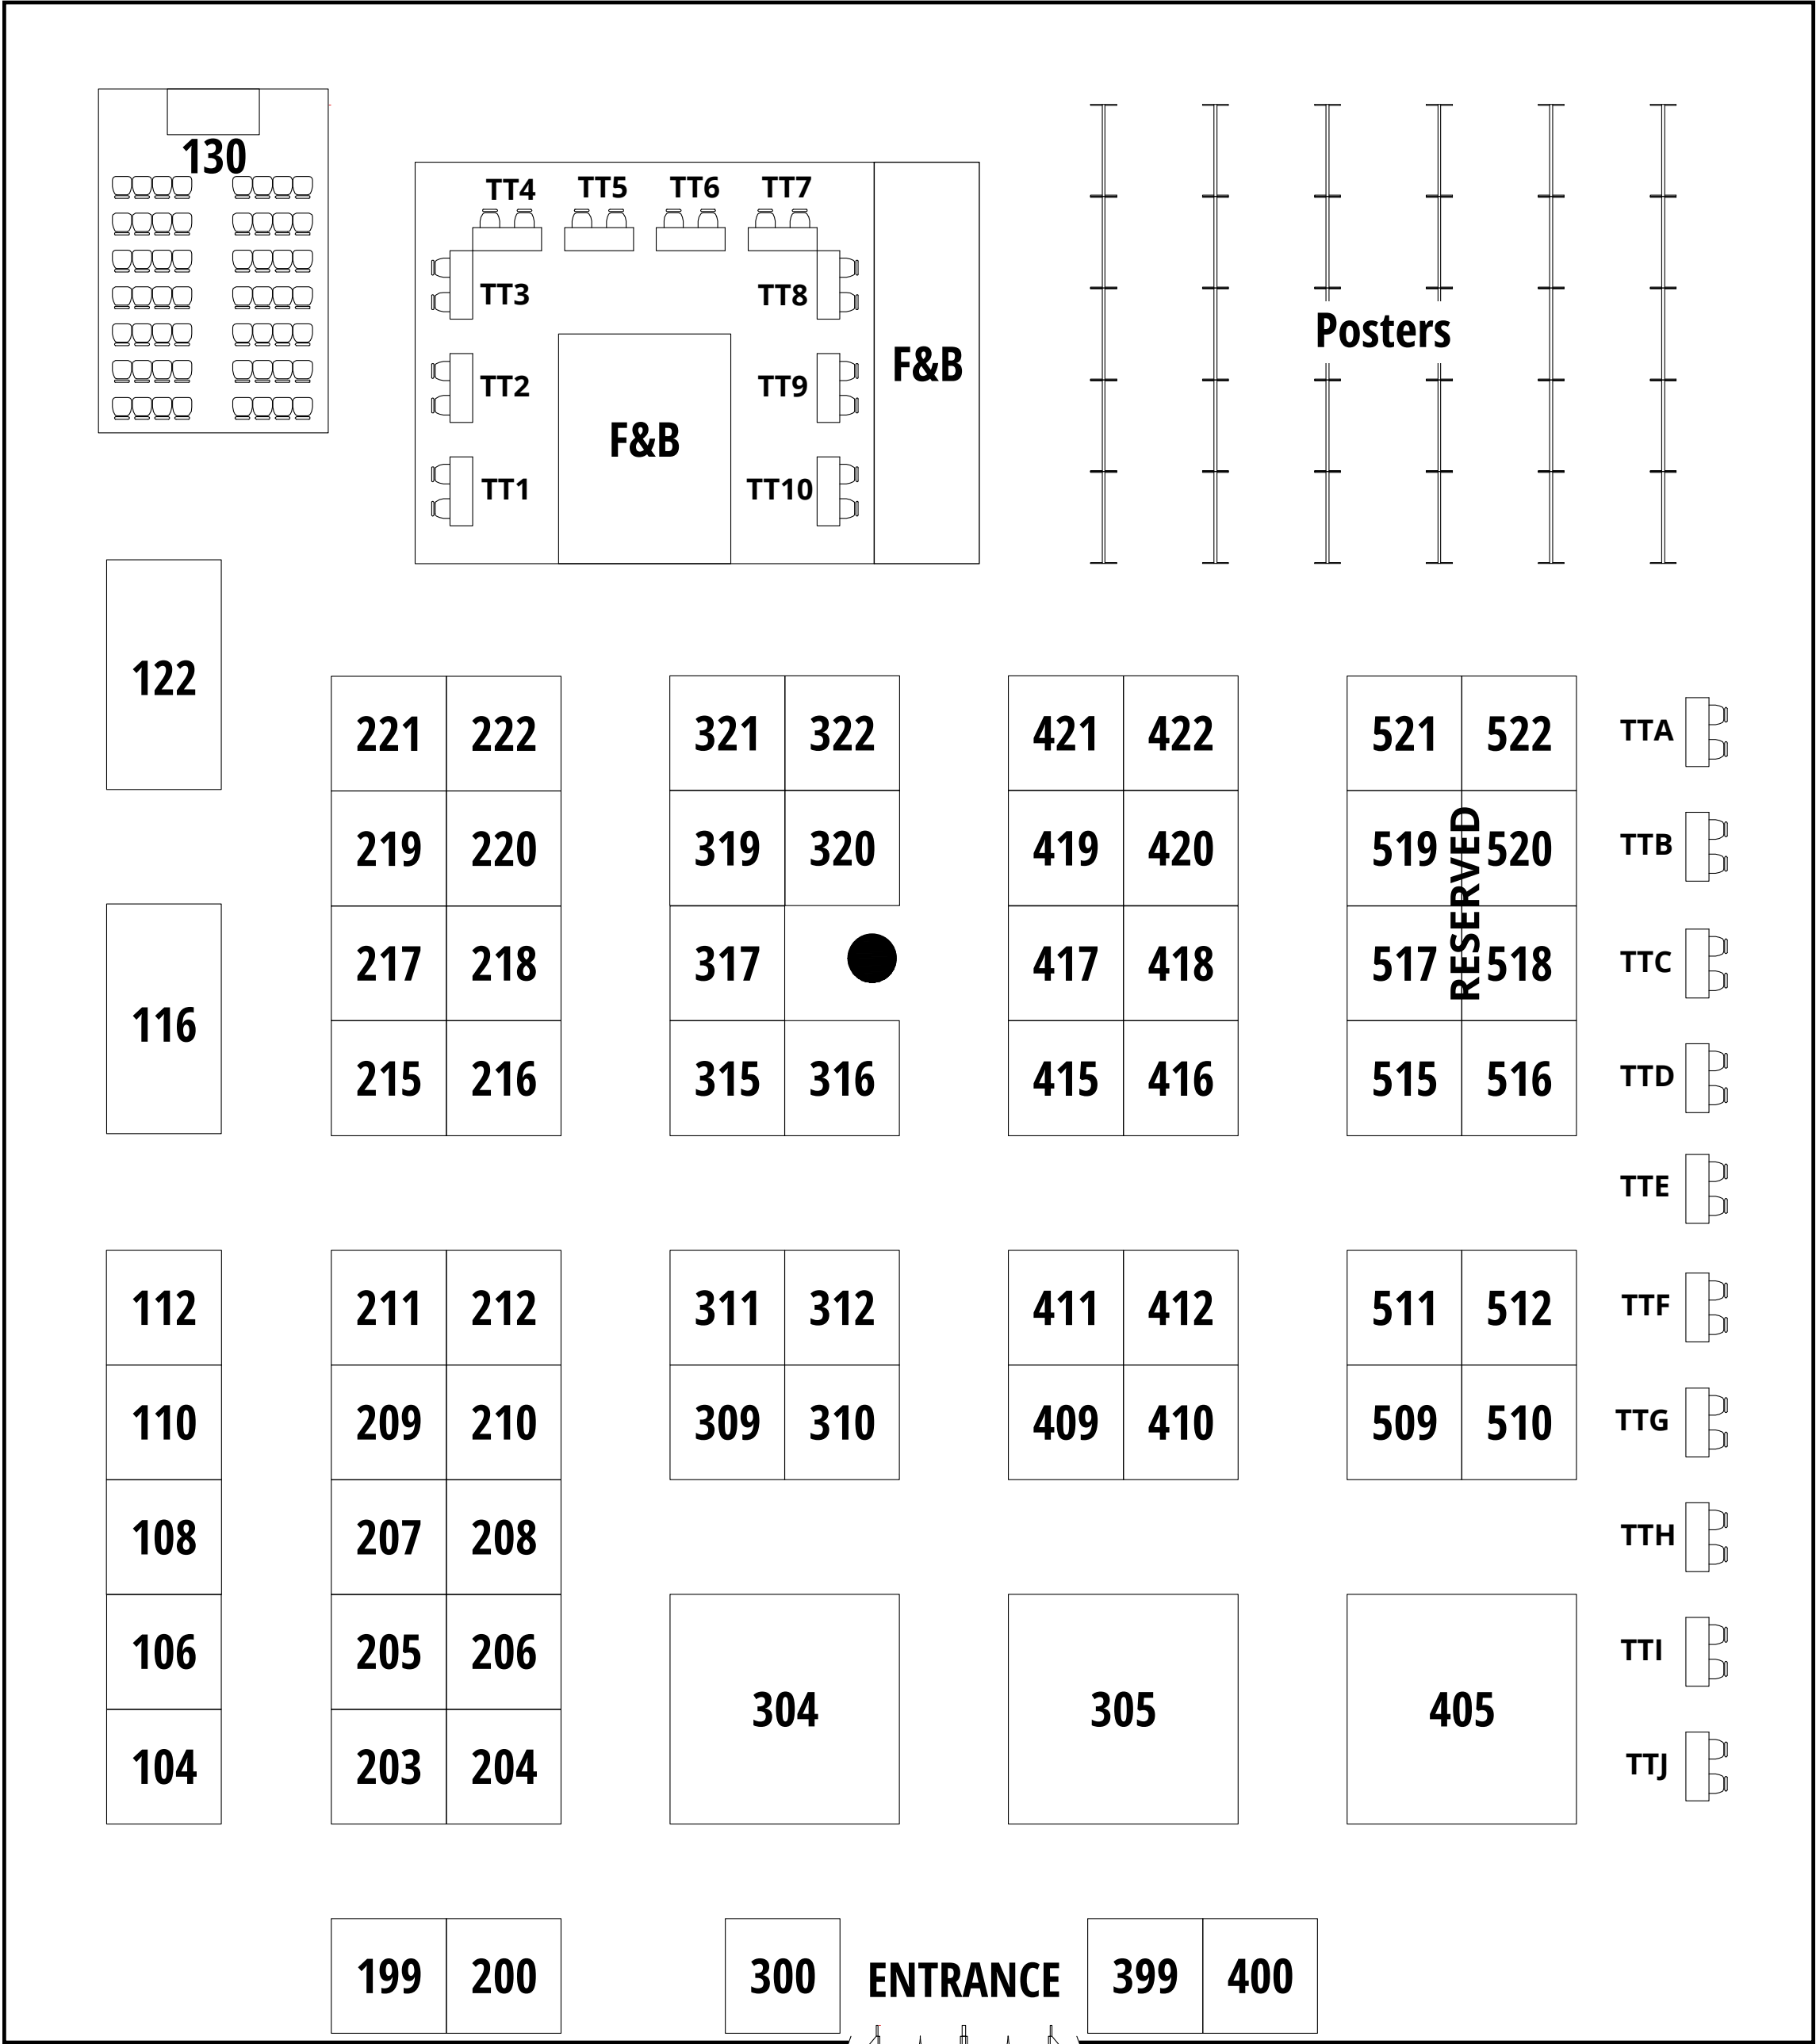 130
TT4 TT5 TT6 TT7
TT3 TT8
Posters
F&B
TT2 TT9
F&B
TT1 TT10
122
221 222 321 322 421 422 521 522 TTA
219 220 319 320 419 420 519 520 TTB
RESERVED
217 218 317 417 418 517 518 TTC
116
215 216 315 316 415 416 515 516 TTD
TTE
112 211 212 311 312 411 412 511 512 TTF
110 209 210 309 310 409 410 509 510 TTG
108 207 208 TTH
106 205 206 TTI
304 305 405
104 203 204 TTJ
199 200 300 ENTRANCE 399 400